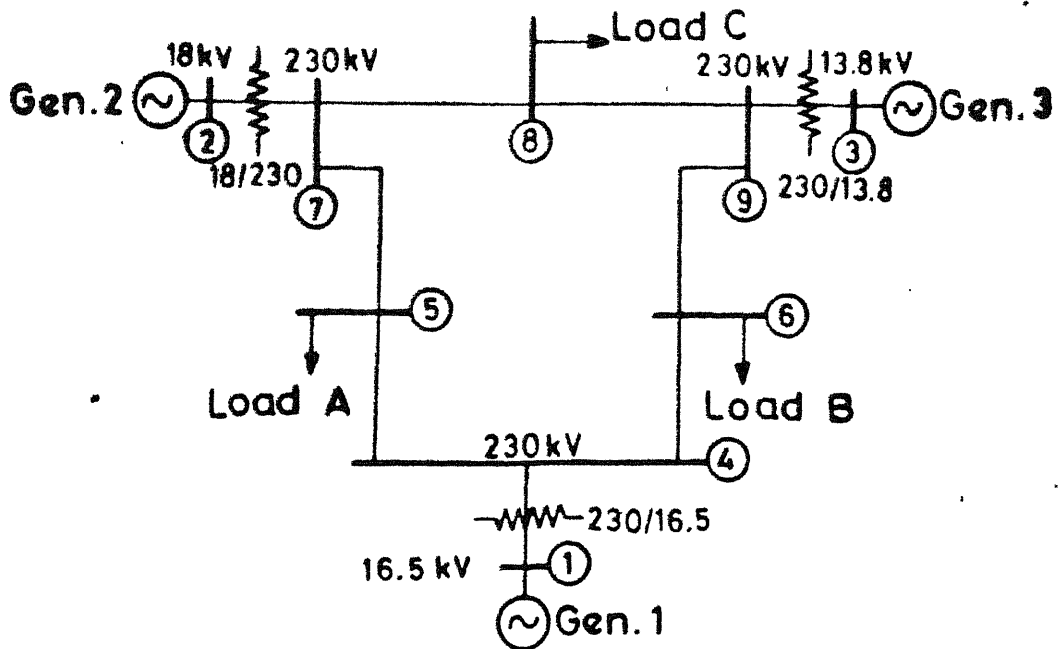 Load C
18kV
230kV
230kV
13.8kV
Gen.2
Gen.3
2
8
3
18/230
7
230/13.8
9
5
6
Load A
Load B
230kV
4
230/16.5
16.5 kV
1
Gen.1